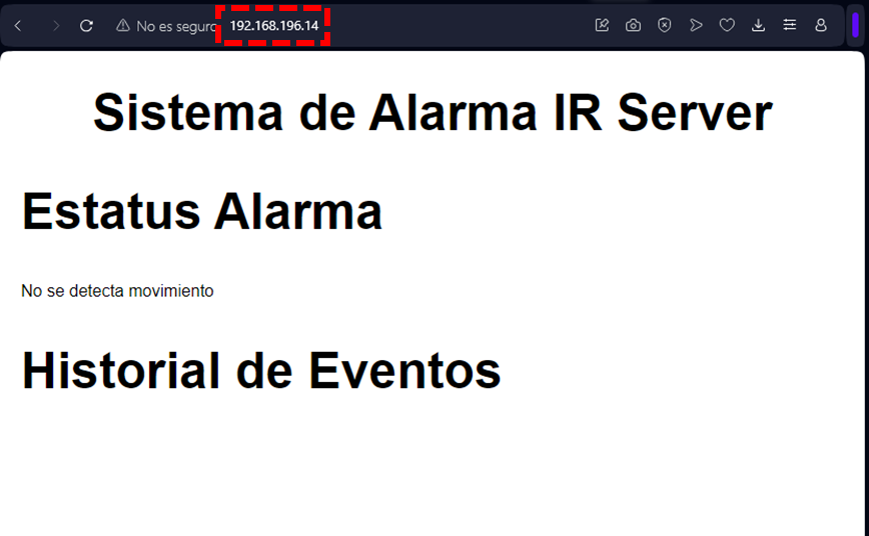 No es seguro 192.168.196.14
Sistema de Alarma IR Server
Estatus Alarma
No se detecta movimiento
Historial de Eventos